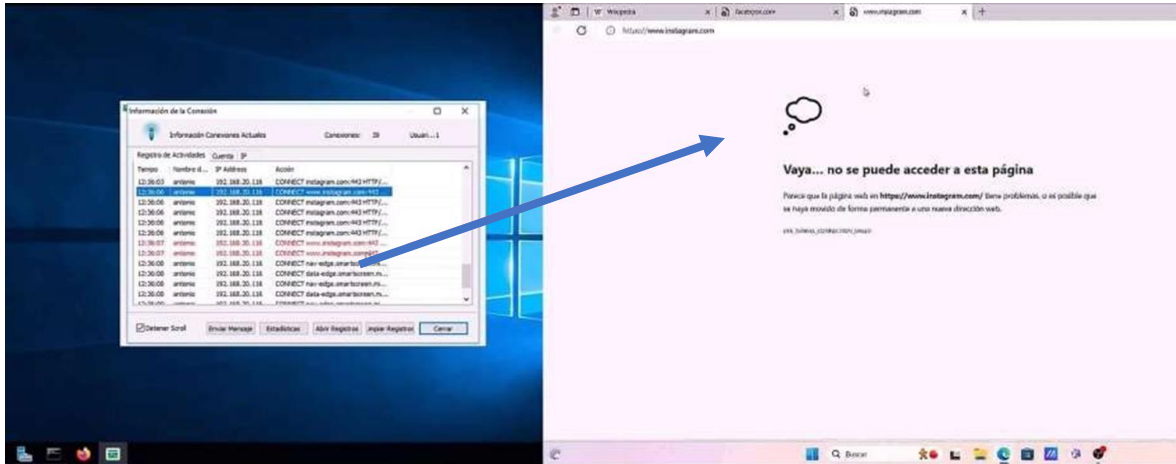 Información de la Conexión
Información Conexiones Actuales
Conexiones: 39
Usuari...1
Registro de Actividades
Cuenta
IP
Tiempo Nombre d... IP Address Acción
12:36:03 antonio 192.168.20.116 CONNECT instagram.com:443 HTTP/...
12:36:06 antonio 192.168.20.116 CONNECT www.instagram.com:443 ...
12:36:06 antonio 192.168.20.116 CONNECT instagram.com:443 HTTP/...
12:36:06 antonio 192.168.20.116 CONNECT instagram.com:443 HTTP/...
12:36:06 antonio 192.168.20.116 CONNECT instagram.com:443 HTTP/...
12:36:06 antonio 192.168.20.116 CONNECT instagram.com:443 HTTP/...
12:36:07 antonio 192.168.20.116 CONNECT www.instagram.com:443 ...
12:36:07 antonio 192.168.20.116 CONNECT www.instagram.com:443
12:36:08 antonio 192.168.20.116 CONNECT nav-edge.smartscreen.m...
12:36:08 antonio 192.168.20.116 CONNECT data-edge.smartscreen.m...
12:36:08 antonio 192.168.20.116 CONNECT nav-edge.smartscreen.m...
12:36:08 antonio 192.168.20.116 CONNECT data-edge.smartscreen.m...
Detener Scroll
Enviar Mensaje
Estadísticas
Abrir Registros
Limpiar Registros
Cerrar
W Wikipedia
facebook.com
www.instagram.com
https://www.instagram.com
Vaya... no se puede acceder a esta página
Parece que la página web en https://www.instagram.com/ tiene problemas, o es posible que
se haya movido de forma permanente a una nueva dirección web.
ERR_TUNNEL_CONNECTION_FAILED
Buscar